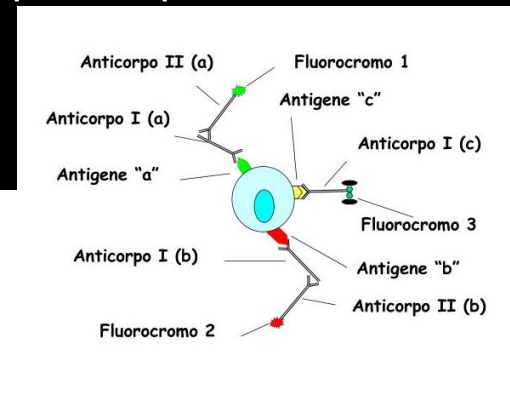 Anticorpo II (a)
Fluorocromo 1
Antigene "c"
Anticorpo I (a)
Anticorpo I (c)
Antigene "a"
Fluorocromo 3
Anticorpo I (b)
Antigene "b"
Anticorpo II (b)
Fluorocromo 2